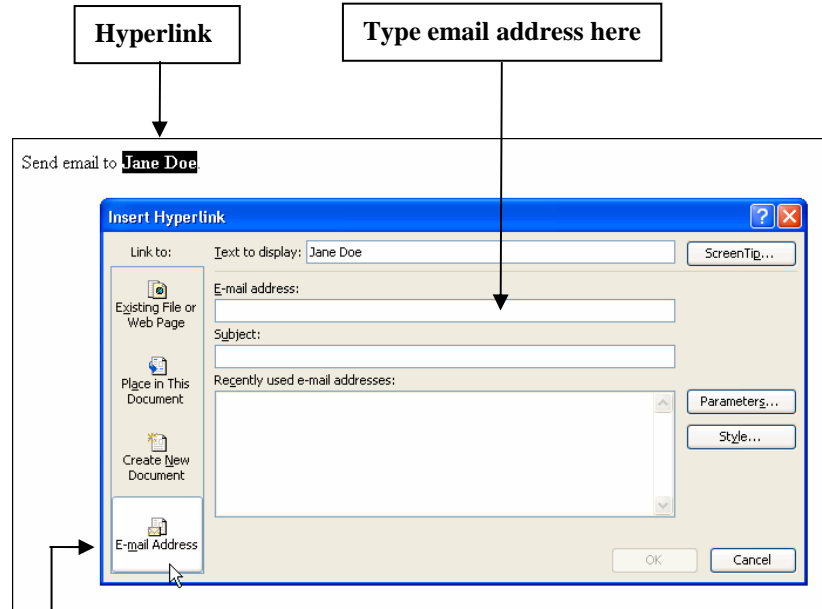 Hyperlink
Type email address here
Send email to Jane Doe.
Insert Hyperlink
Link to:
Text to display: Jane Doe
ScreenTip...
Existing File or
Web Page
E-mail address:
Subject:
Place in This
Document
Recently used e-mail addresses:
Parameters...
Style...
Create New
Document
E-mail Address
OK
Cancel